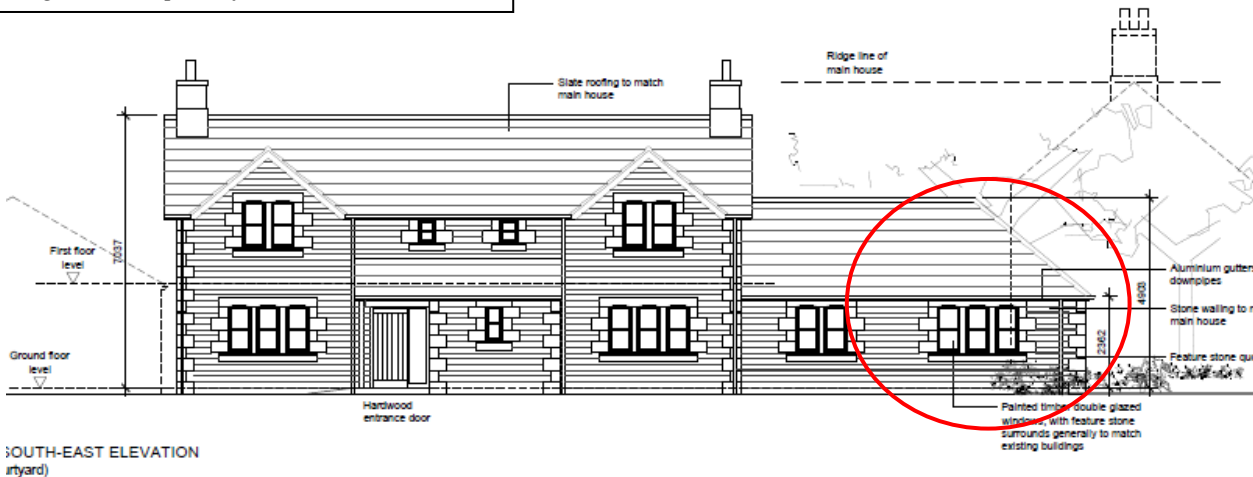 Ridge line of
main house
Slate roofing to match
main house
First floor
level
7037
Aluminium gutters
downpipes
4903
Stone walling to
main house
2362
Ground floor
level
Feature stone
Hardwood
entrance door
Painted timber double glazed
windows, with feature stone
surrounds generally to match
existing buildings
SOUTH-EAST ELEVATION